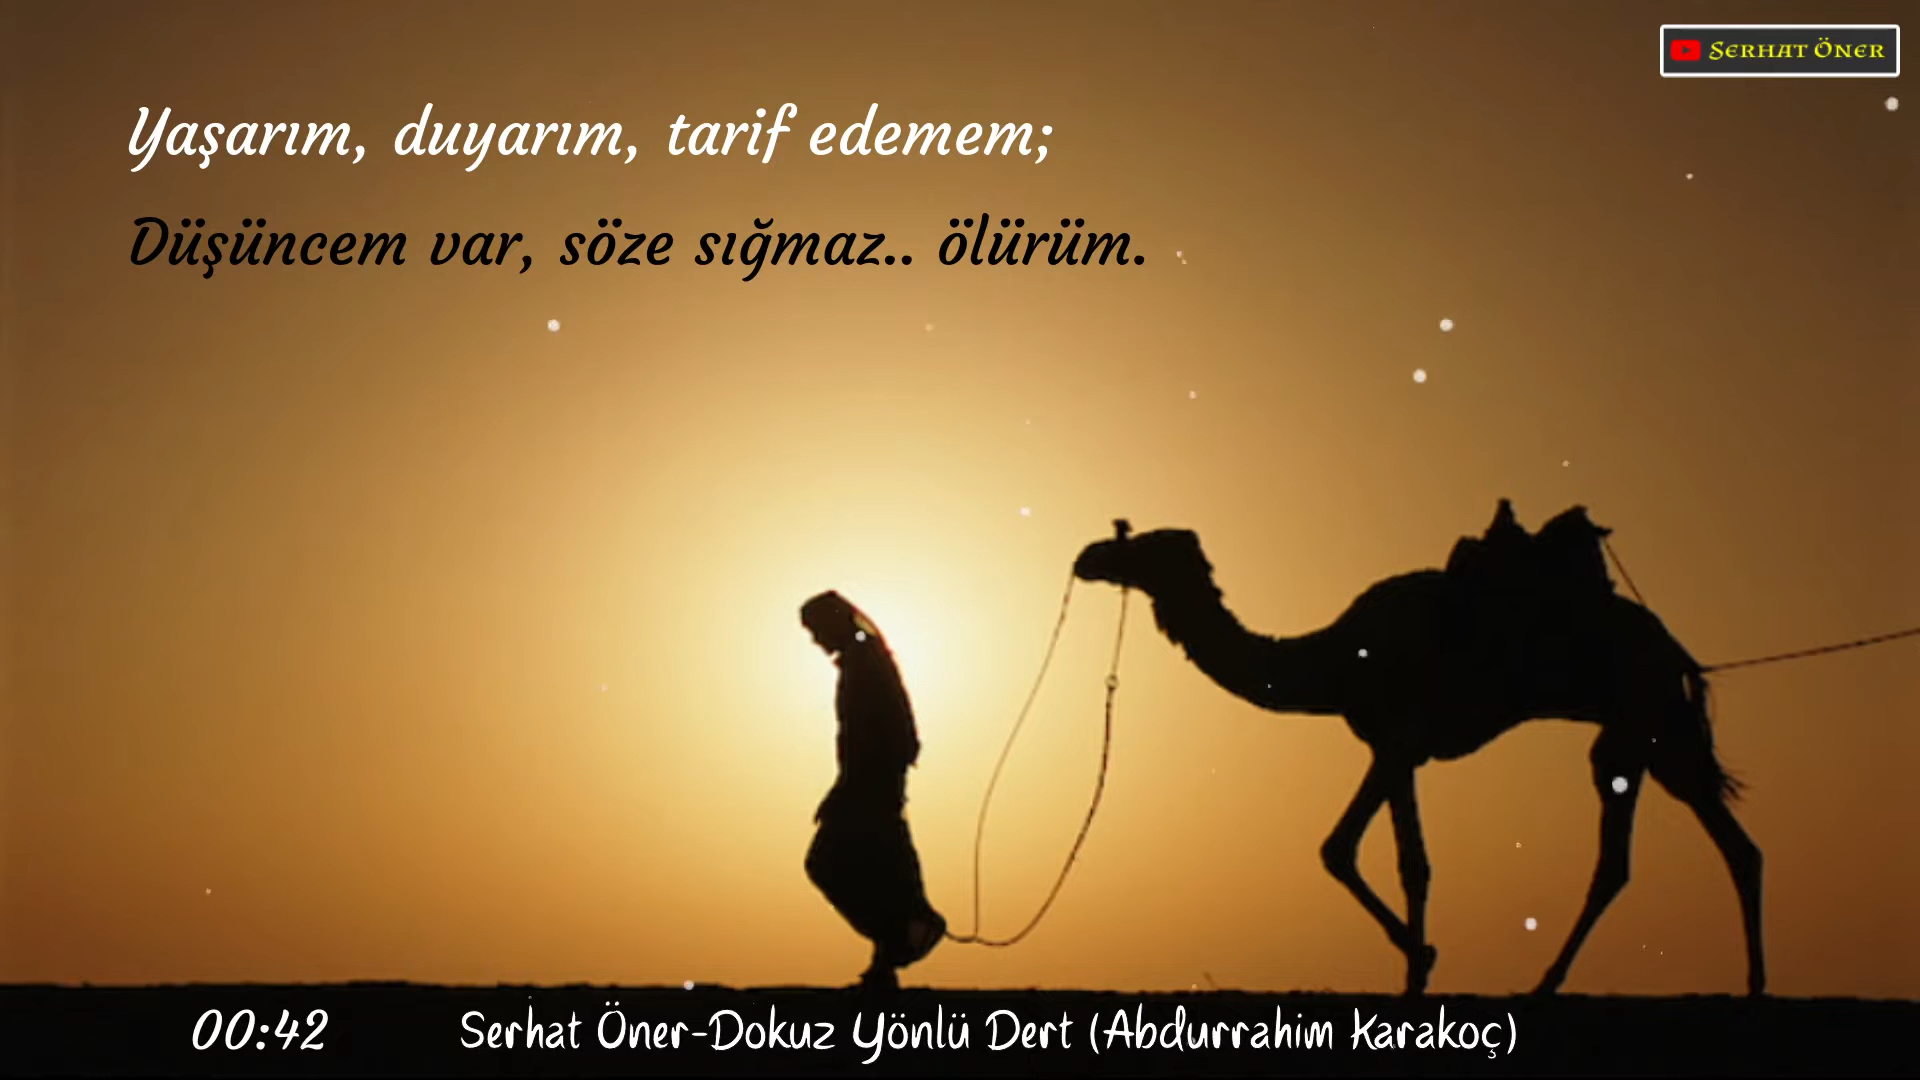 SERHAT ÖNER
Yaşarım, duyarım, tarif edemem;
Düşüncem var, söze sığmaz.. ölürüm.
00:42
Serhat Öner-Dokuz Yönlü Dert (Abdurrahim Karakoç)